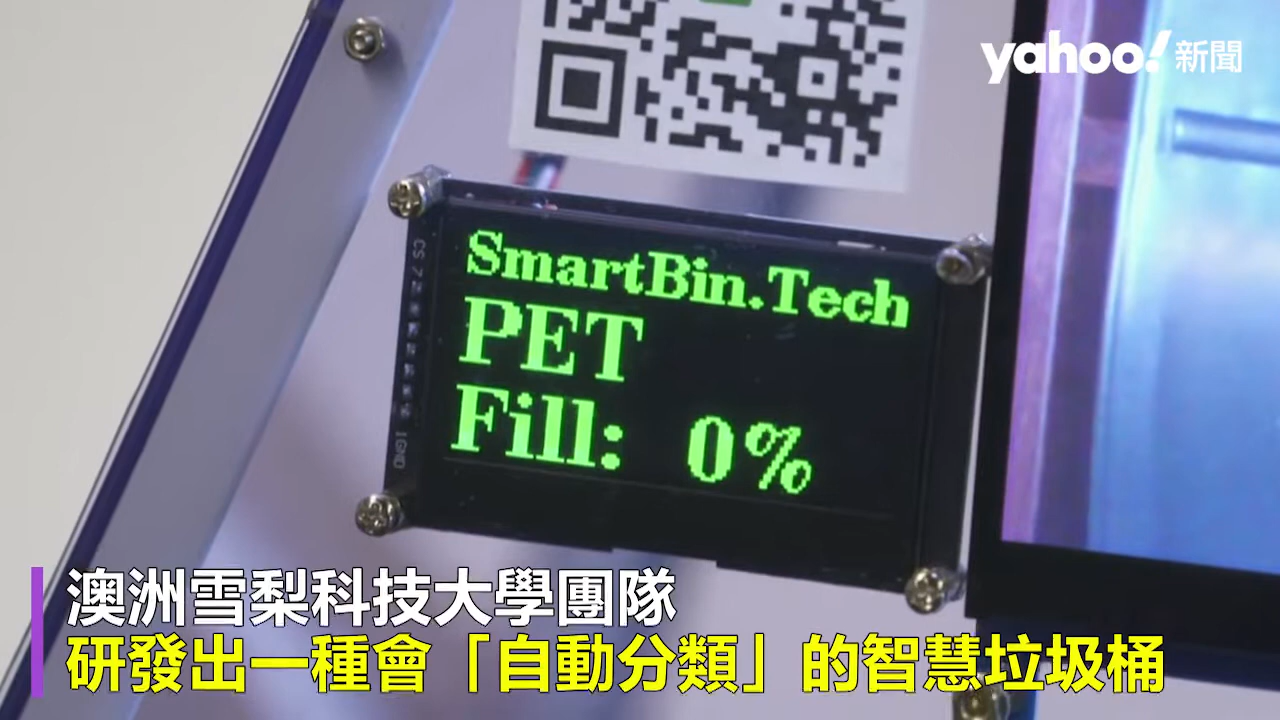 yahoo!新聞
SmartBin.Tech
PET
Fill: 0%
澳洲雪梨科技大學團隊
研發出一種會「自動分類」的智慧垃圾桶